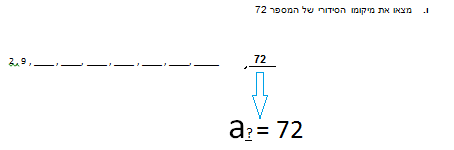 ו. מצאו את מיקומו הסידורי של המספר 72
2, 9, ____, ____, ____, ____, ____, ____, ____ , 72
a? = 72